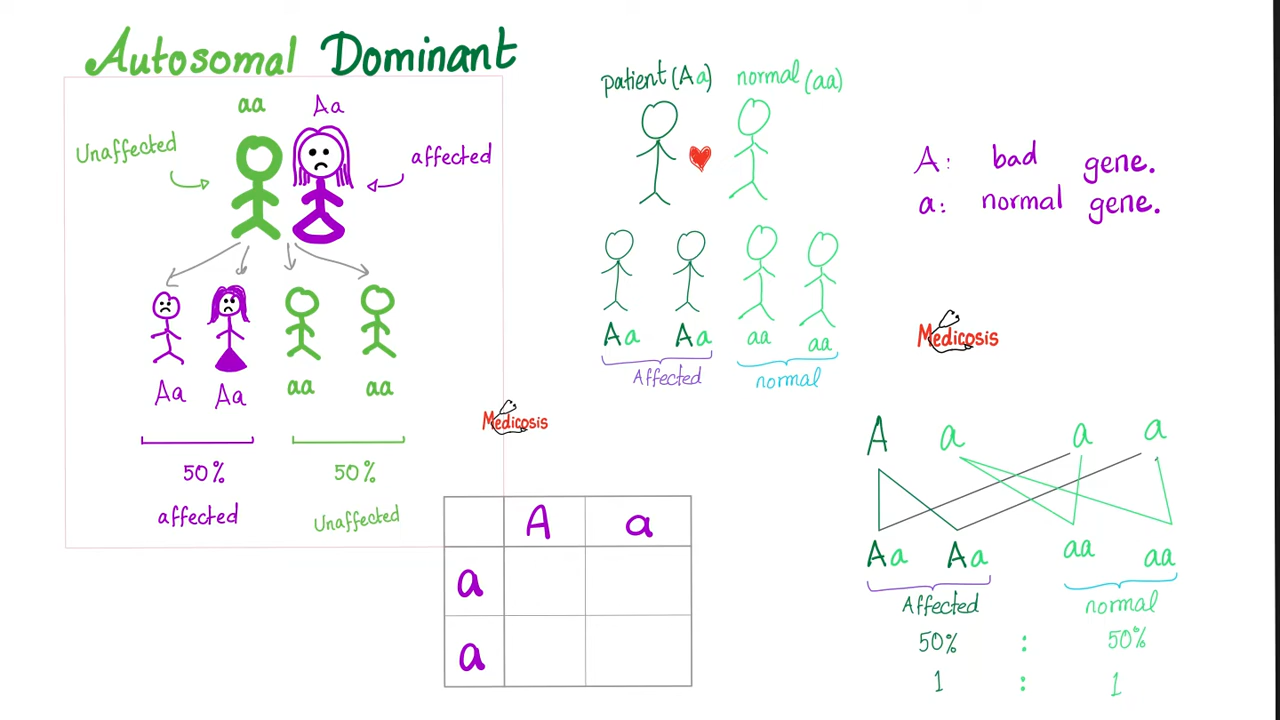 Autosomal Dominant
aa Aa
Unaffected
affected
Aa Aa aa aa
50% 50%
affected Unaffected
patient (Aa) normal (aa)
Aa Aa aa aa
Affected normal
A: bad gene.
a: normal gene.
Medicosis
Medicosis
A a
a
a
A a a a
Aa Aa aa aa
Affected normal
50% : 50%
1 : 1